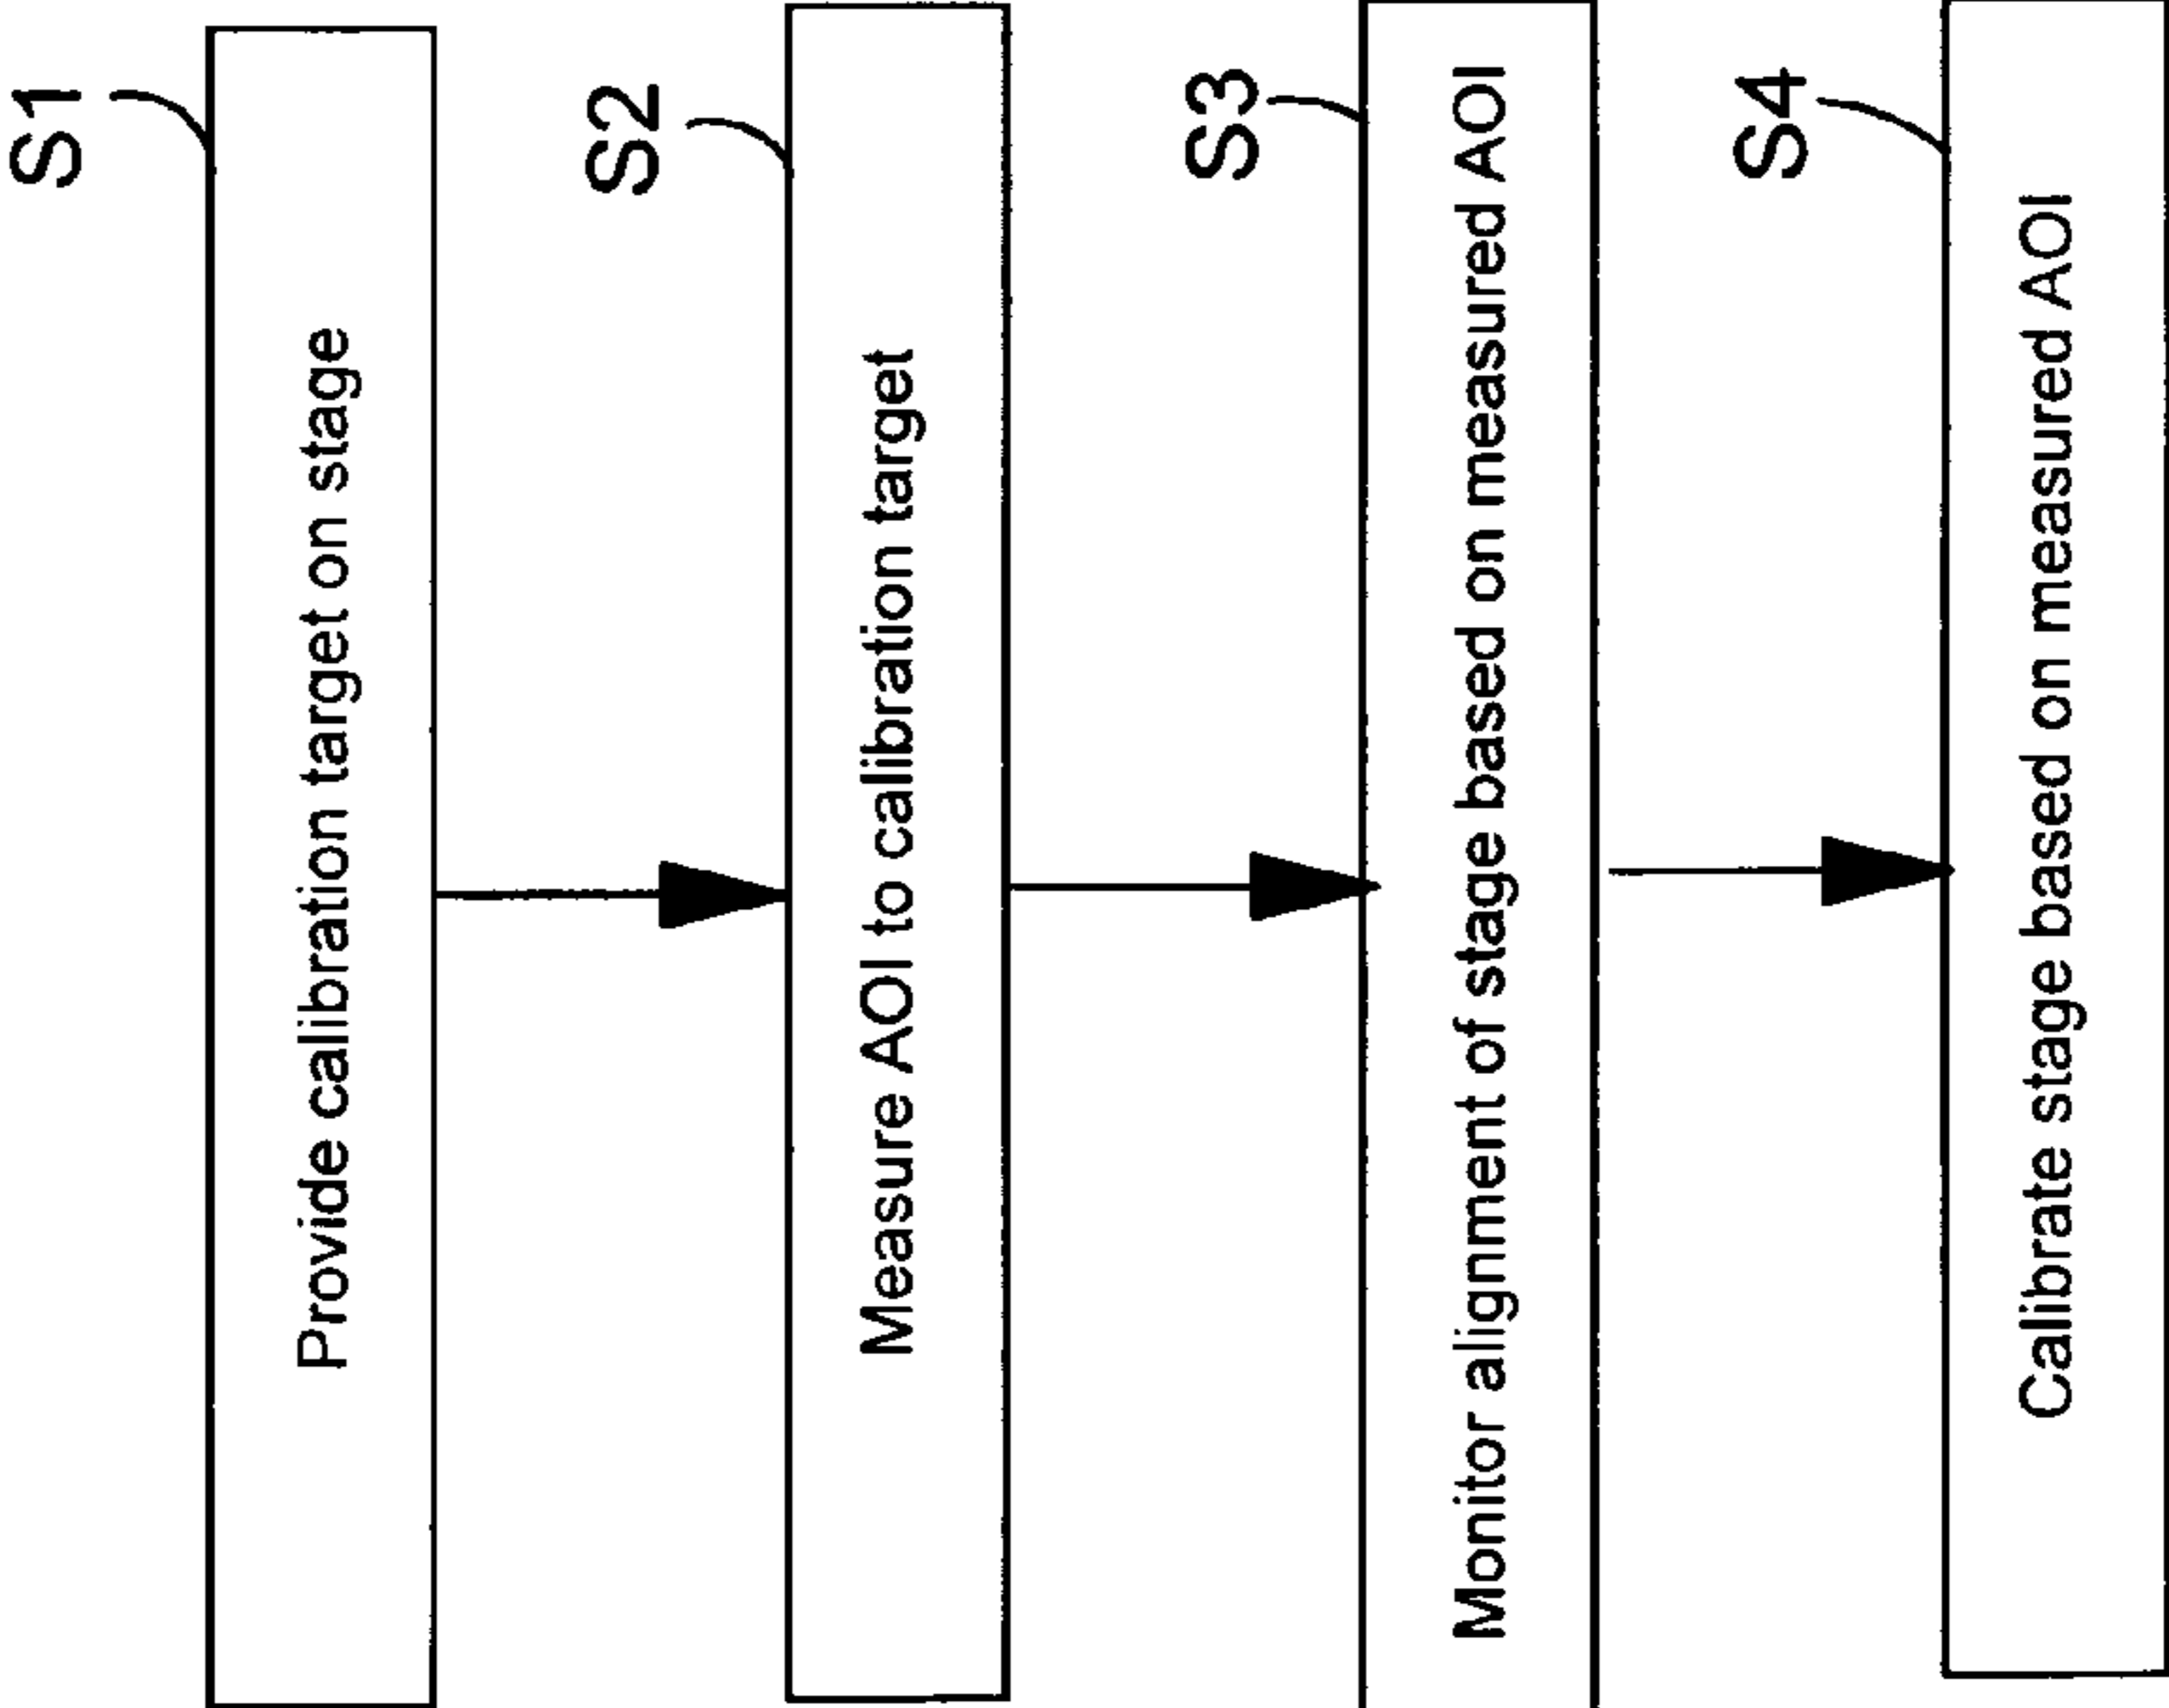 S1
Provide calibration target on stage
S2
Measure AOI to calibration target
S3
Monitor alignment of stage based on measured AOI
S4
Calibrate stage based on measured AOI